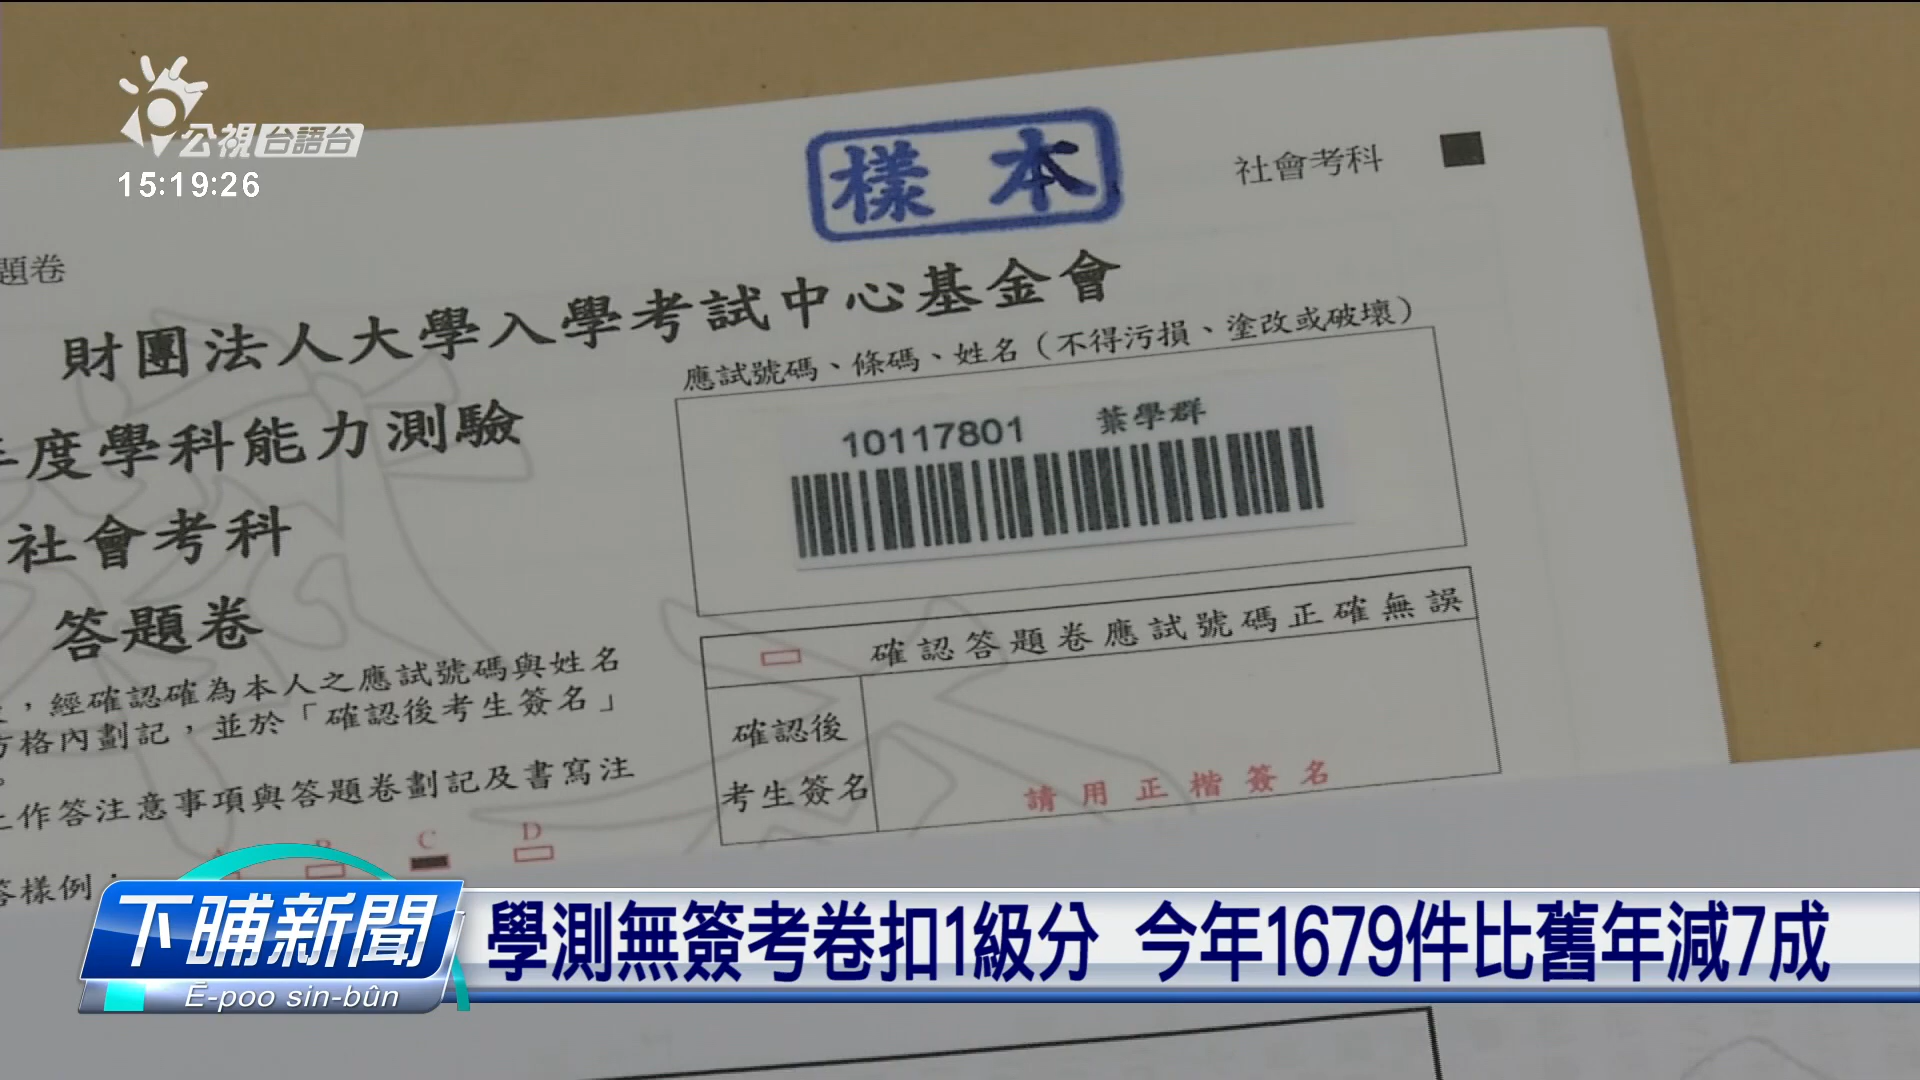 公視台語台
15:19:26
樣 本
社會考科
題卷
財團法人大學入學考試中心基金會
應試號碼、條碼、姓名（不得污損、塗改或破壞）
年度學科能力測驗
10117801 葉學群
社會考科
答題卷
確認答題卷應試號碼正確無誤
，經確認確為本人之應試號碼與姓名
方格內劃記，並於「確認後考生簽名」
。
確認後
考生簽名
請用正楷簽名
作答注意事項與答題卷劃記及書寫注
A B C D
答樣例：
下晡新聞
Ē-poo sin-bûn
學測無簽考卷扣1級分 今年1679件比舊年減7成